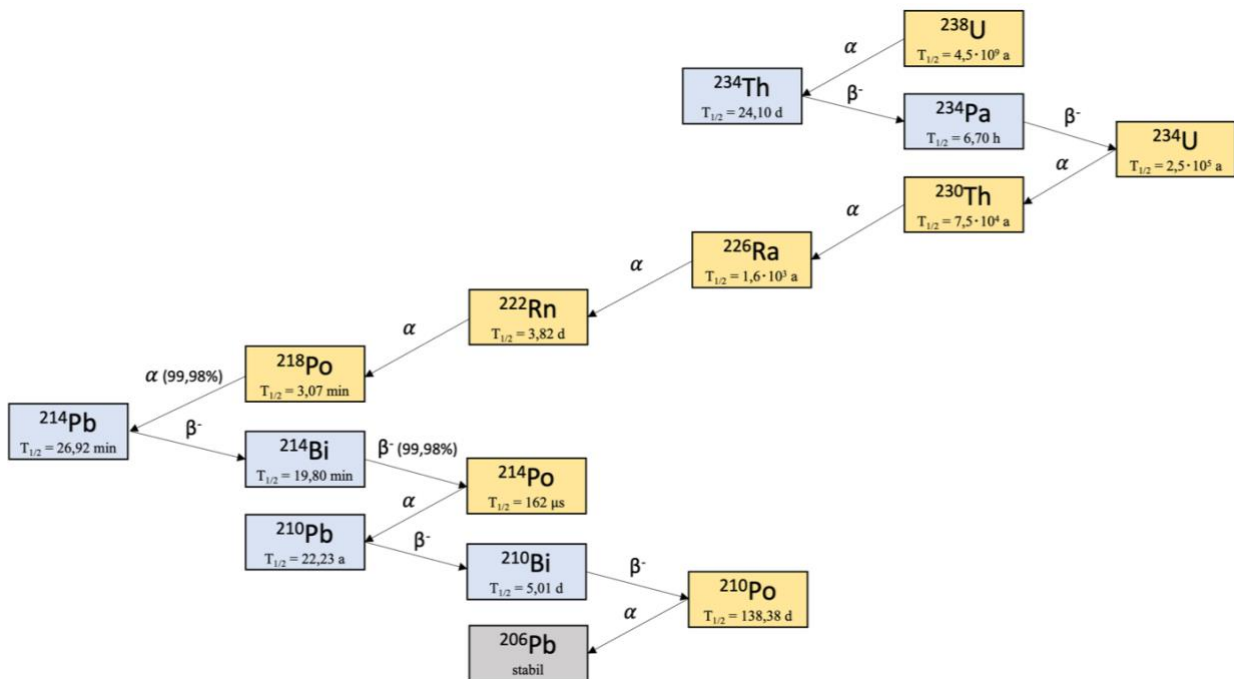 ²³⁸U
T₁/₂ = 4,5·10⁹ a
α
²³⁴Th
T₁/₂ = 24,10 d
β⁻
²³⁴Pa
T₁/₂ = 6,70 h
β⁻
²³⁴U
T₁/₂ = 2,5·10⁵ a
α
²³⁰Th
T₁/₂ = 7,5·10⁴ a
α
²²⁶Ra
T₁/₂ = 1,6·10³ a
α
²²²Rn
T₁/₂ = 3,82 d
α
²¹⁸Po
T₁/₂ = 3,07 min
α (99,98%)
²¹⁴Pb
T₁/₂ = 26,92 min
β⁻
²¹⁴Bi
T₁/₂ = 19,80 min
β⁻ (99,98%)
²¹⁴Po
T₁/₂ = 162 µs
α
²¹⁰Pb
T₁/₂ = 22,23 a
β⁻
²¹⁰Bi
T₁/₂ = 5,01 d
β⁻
²¹⁰Po
T₁/₂ = 138,38 d
α
²⁰⁶Pb
stabil